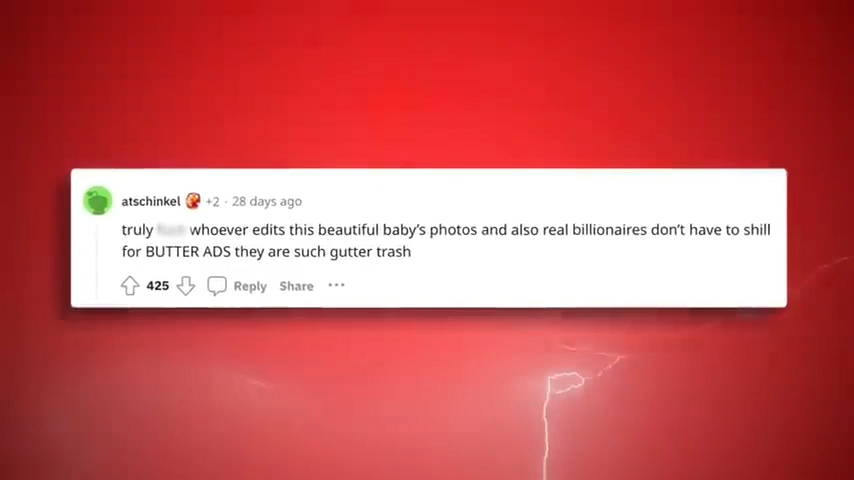 atschinkel +2 · 28 days ago
truly whoever edits this beautiful baby's photos and also real billionaires don't have to shill
for BUTTER ADS they are such gutter trash
425 Reply Share ···